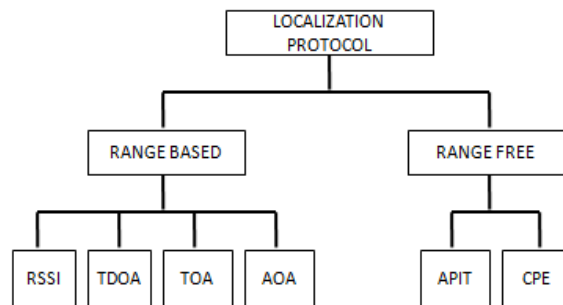 LOCALIZATION
PROTOCOL
RANGE BASED
RANGE FREE
RSSI
TDOA
TOA
AOA
APIT
CPE